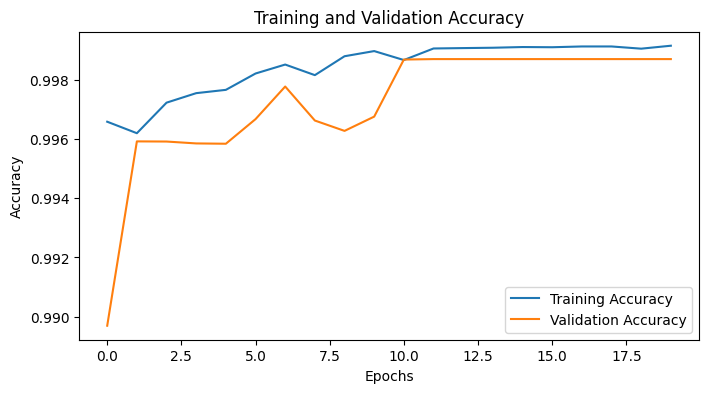 Training and Validation Accuracy
Accuracy
0.998
0.996
0.994
0.992
0.990
0.0 2.5 5.0 7.5 10.0 12.5 15.0 17.5
Epochs
Training Accuracy
Validation Accuracy